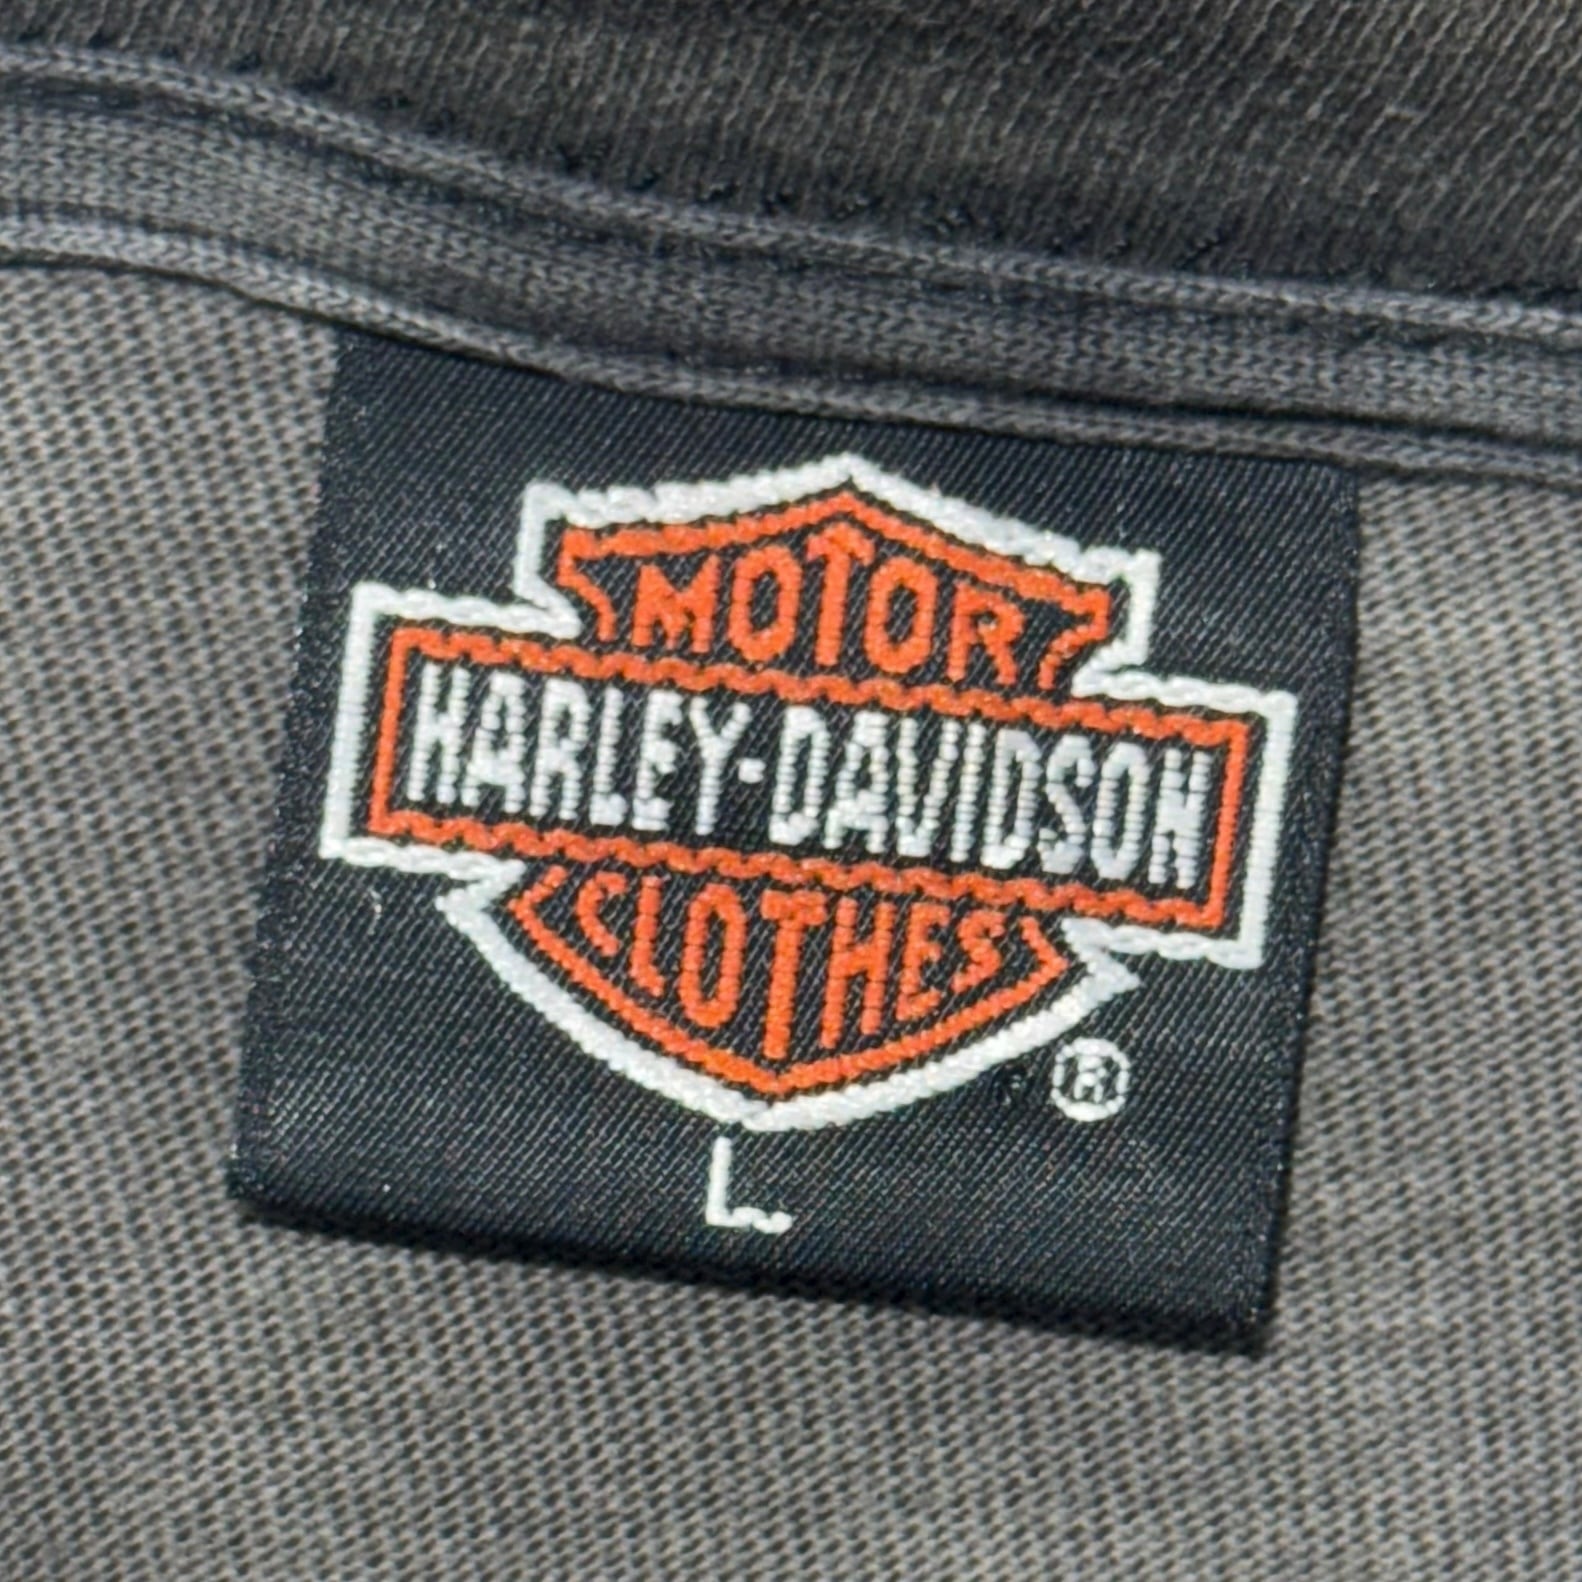 MOTOR
HARLEY-DAVIDSON
CLOTHES
®
L